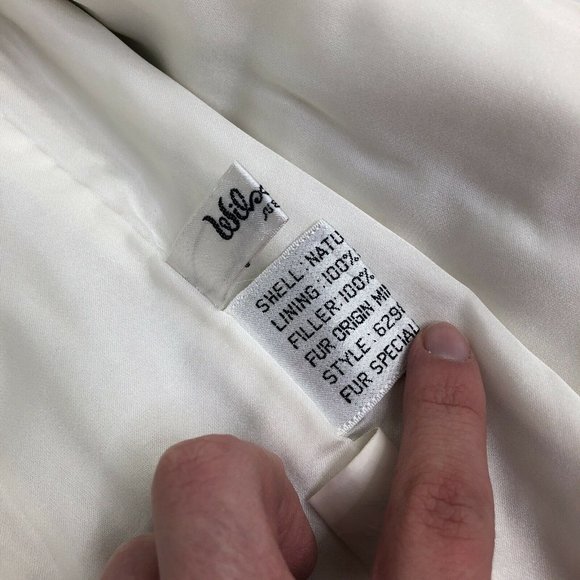 Wil
SHELL: NATU
LINING: 100%
FILLER: 100%
FUR ORIGIN MI
STYLE: 629
FUR SPECIAL